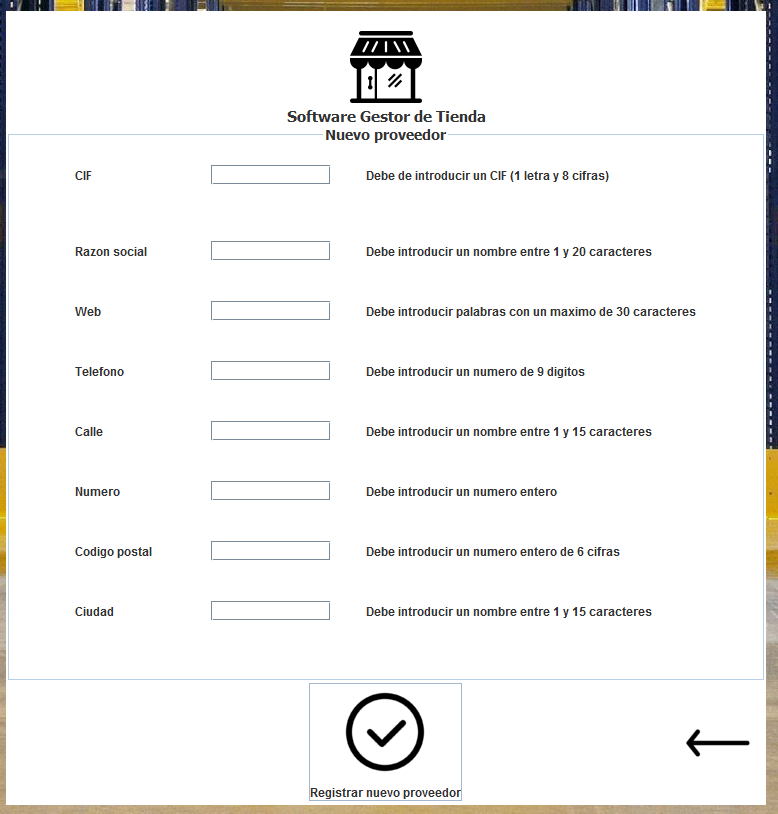 Software Gestor de Tienda
Nuevo proveedor
CIF Debe de introducir un CIF (1 letra y 8 cifras)
Razon social Debe introducir un nombre entre 1 y 20 caracteres
Web Debe introducir palabras con un maximo de 30 caracteres
Telefono Debe introducir un numero de 9 digitos
Calle Debe introducir un nombre entre 1 y 15 caracteres
Numero Debe introducir un numero entero
Codigo postal Debe introducir un numero entero de 6 cifras
Ciudad Debe introducir un nombre entre 1 y 15 caracteres
Registrar nuevo proveedor